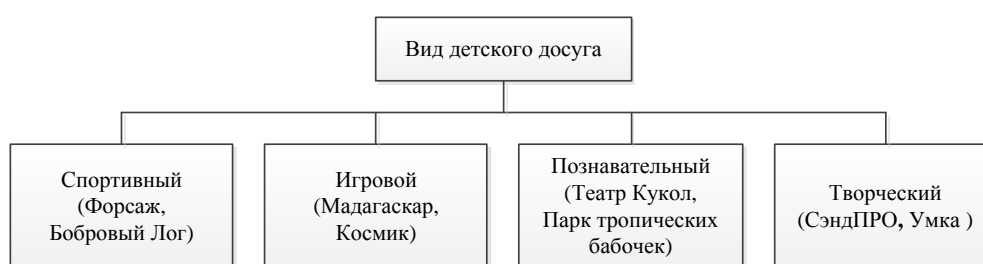 Вид детского досуга
Спортивный
(Форсаж,
Бобровый Лог)
Игровой
(Мадагаскар,
Космик)
Познавательный
(Театр Кукол,
Парк тропических
бабочек)
Творческий
(СэндПРО, Умка )